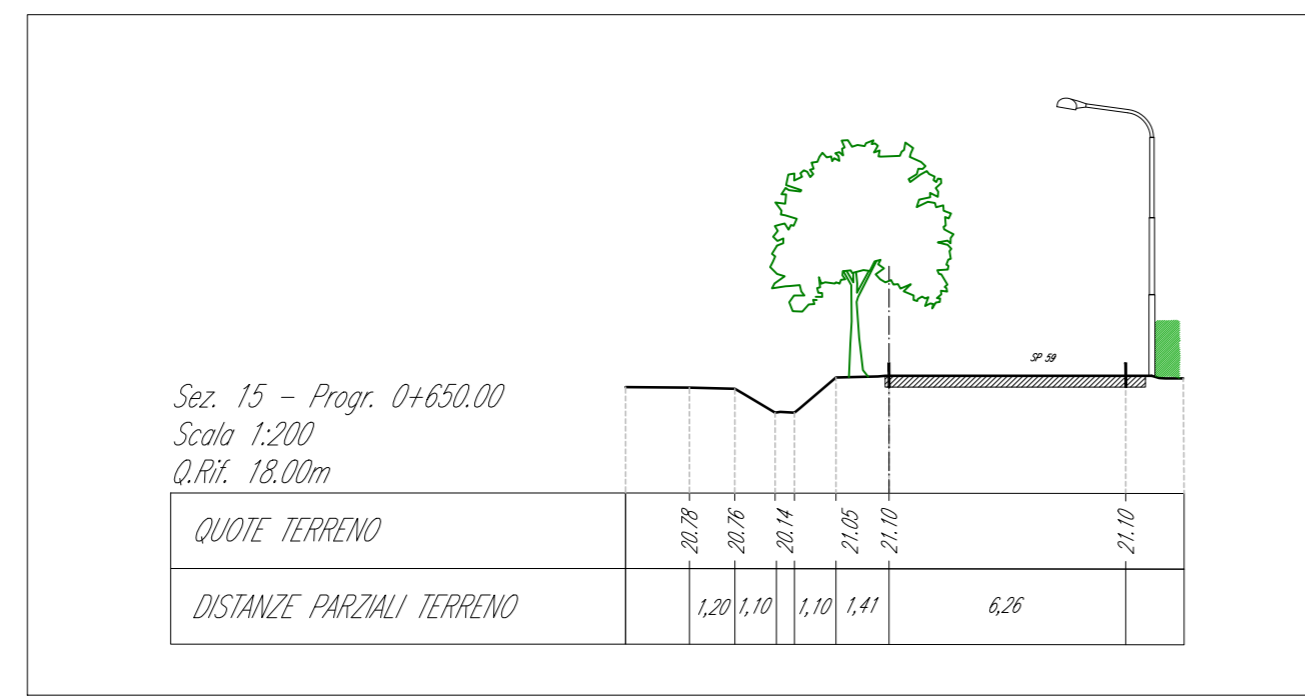 SP 59
Sez. 15 – Progr. 0+650.00
Scala 1:200
Q.Rif. 18.00m
QUOTE TERRENO 20.78 20.76 20.14 21.05 21.10 21.10
DISTANZE PARZIALI TERRENO 1,20 1,10 1,10 1,41 6,26